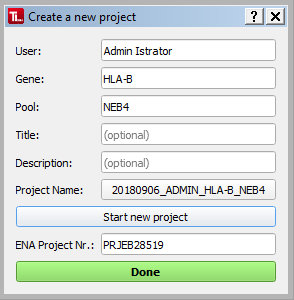 TL... Create a new project ? X
User: Admin Istrator
Gene: HLA-B
Pool: NEB4
Title: (optional)
Description: (optional)
Project Name: 20180906_ADMIN_HLA-B_NEB4
Start new project
ENA Project Nr.: PRJEB28519
Done